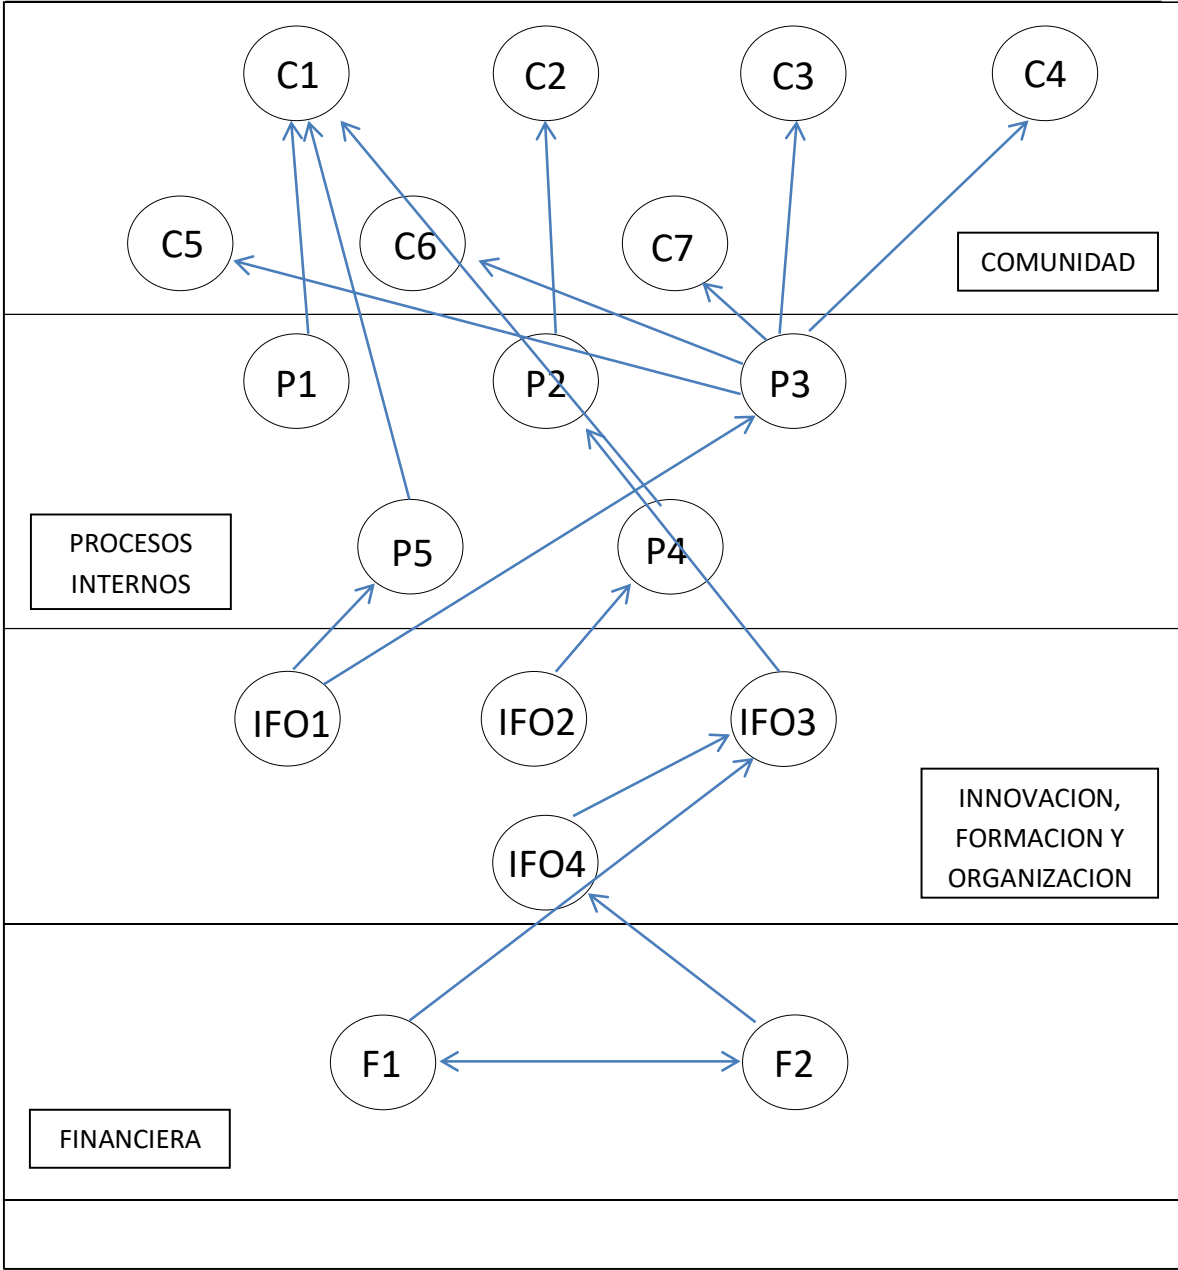 C1
C2
C3
C4
C5
C6
C7
COMUNIDAD
P1
P2
P3
P5
P4
PROCESOS
INTERNOS
IFO1
IFO2
IFO3
IFO4
INNOVACION,
FORMACION Y
ORGANIZACION
F1
F2
FINANCIERA